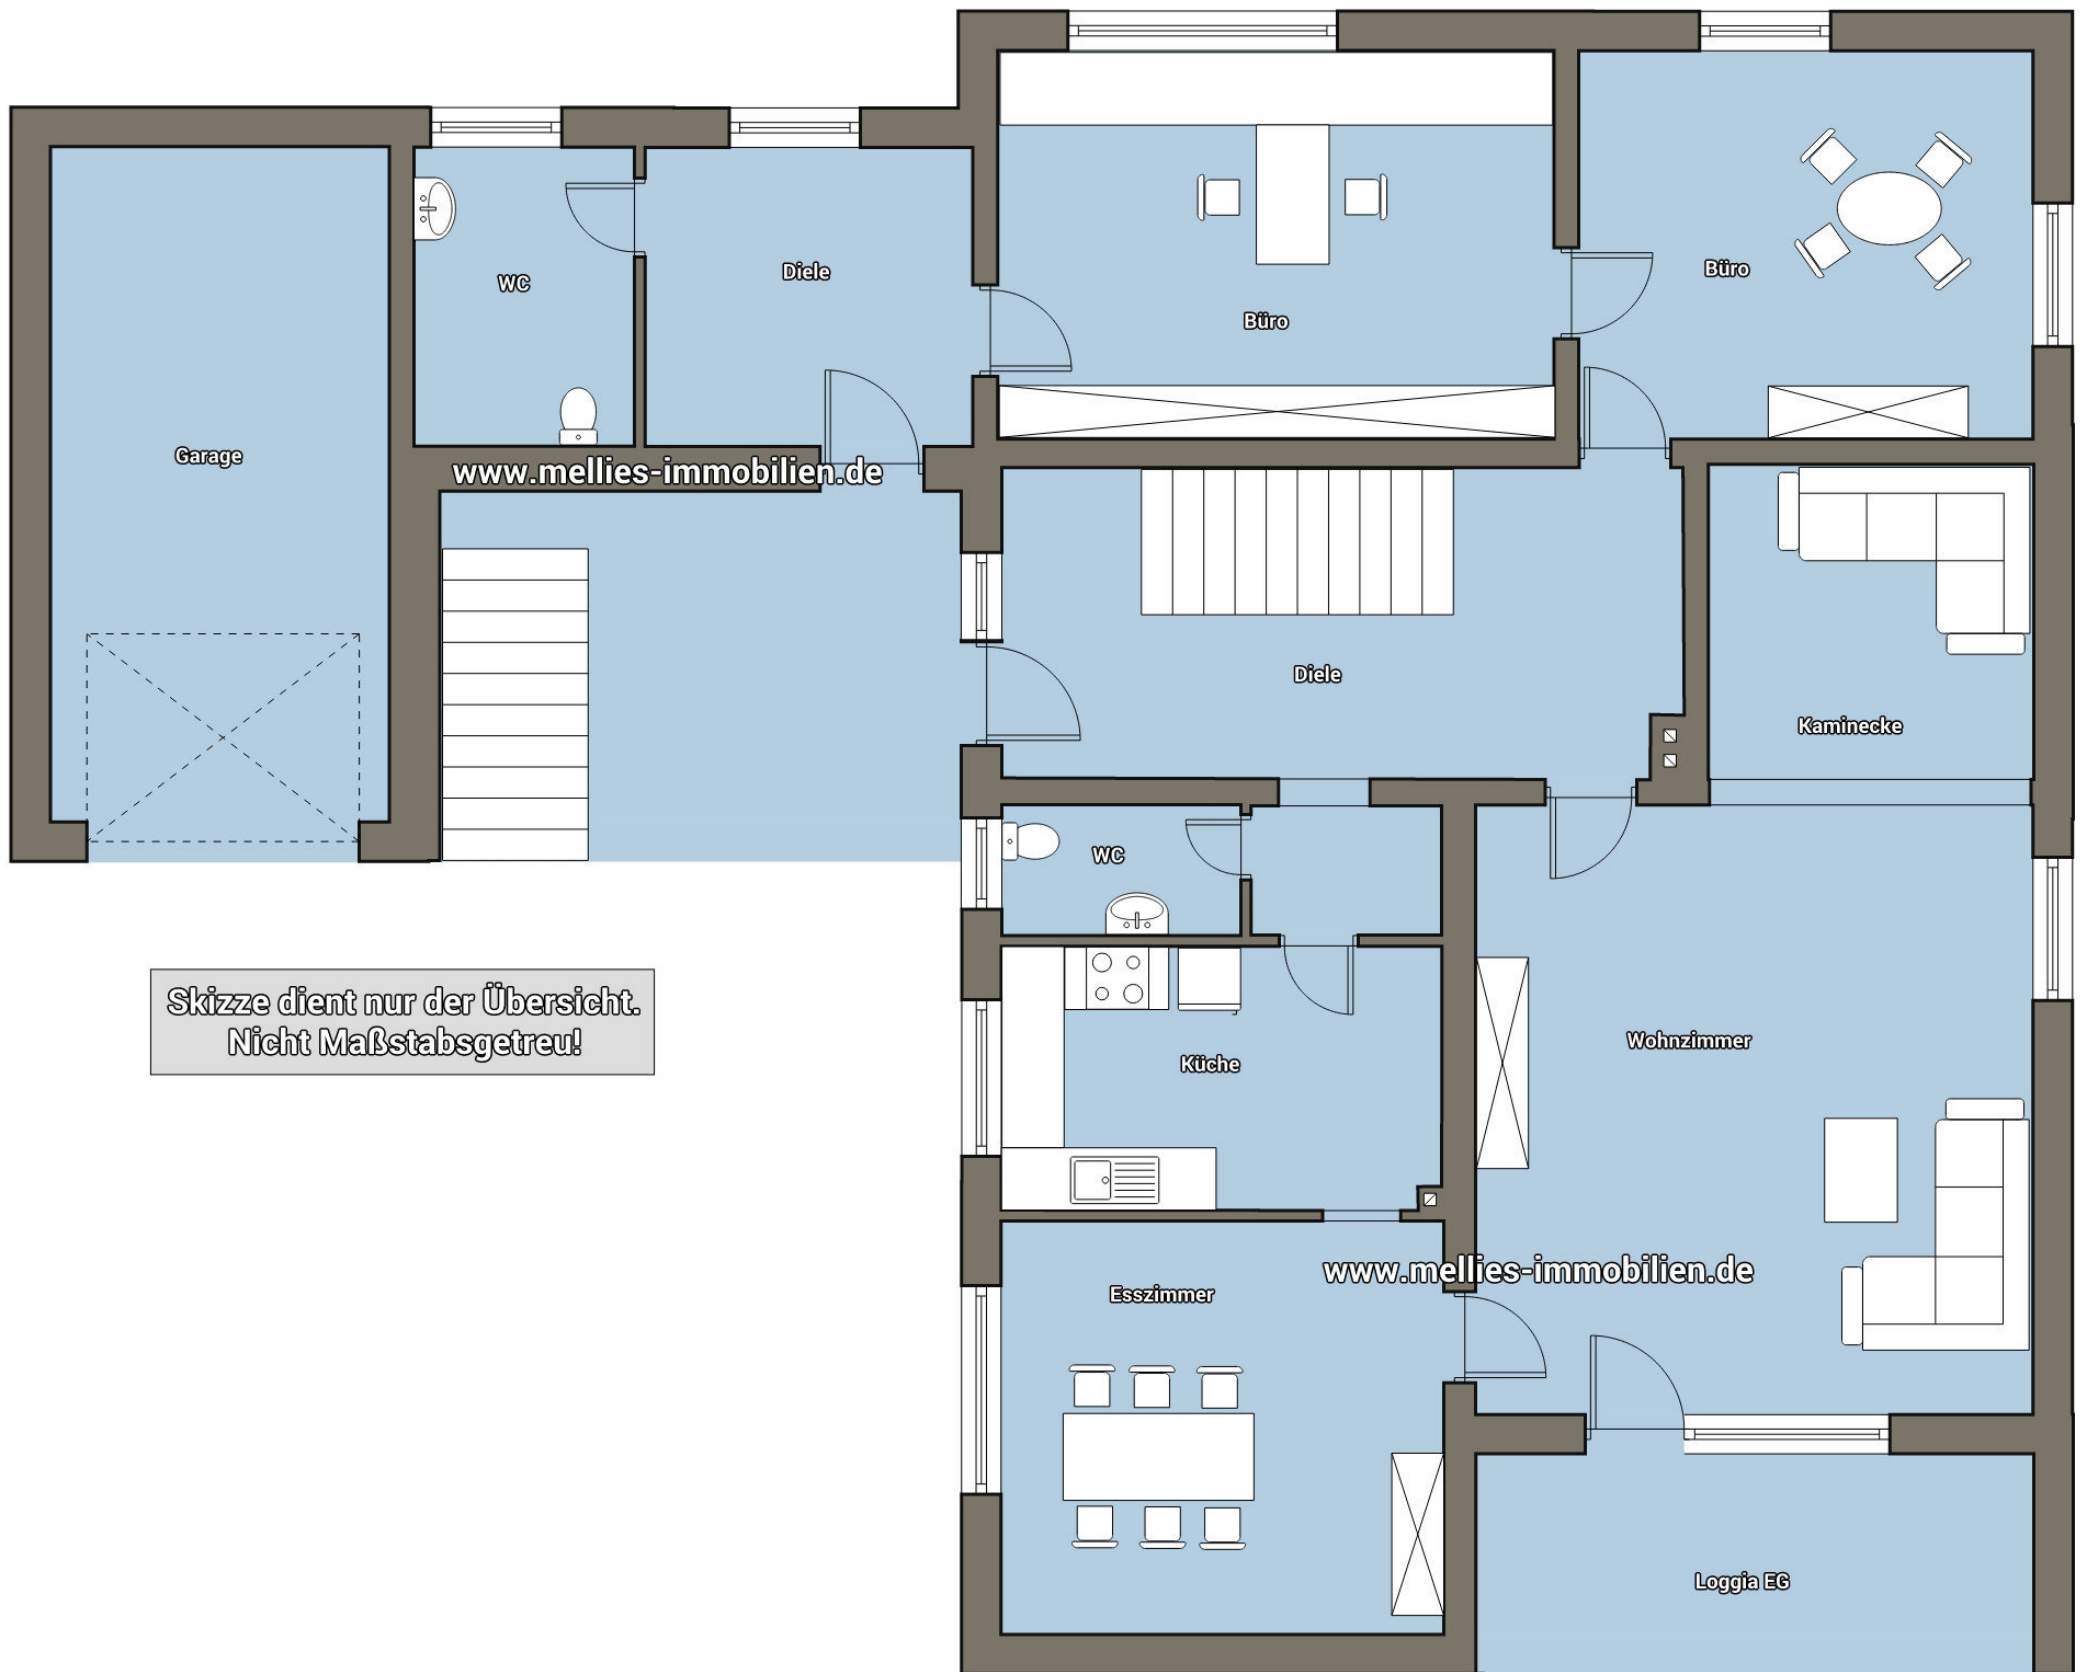 WC
Diele
Büro
Büro
Garage
www.mellies-immobilien.de
Diele
Kaminecke
WC
Skizze dient nur der Übersicht.
Nicht Maßstabsgetreu!
Küche
Wohnzimmer
www.mellies-immobilien.de
Esszimmer
Loggia EG